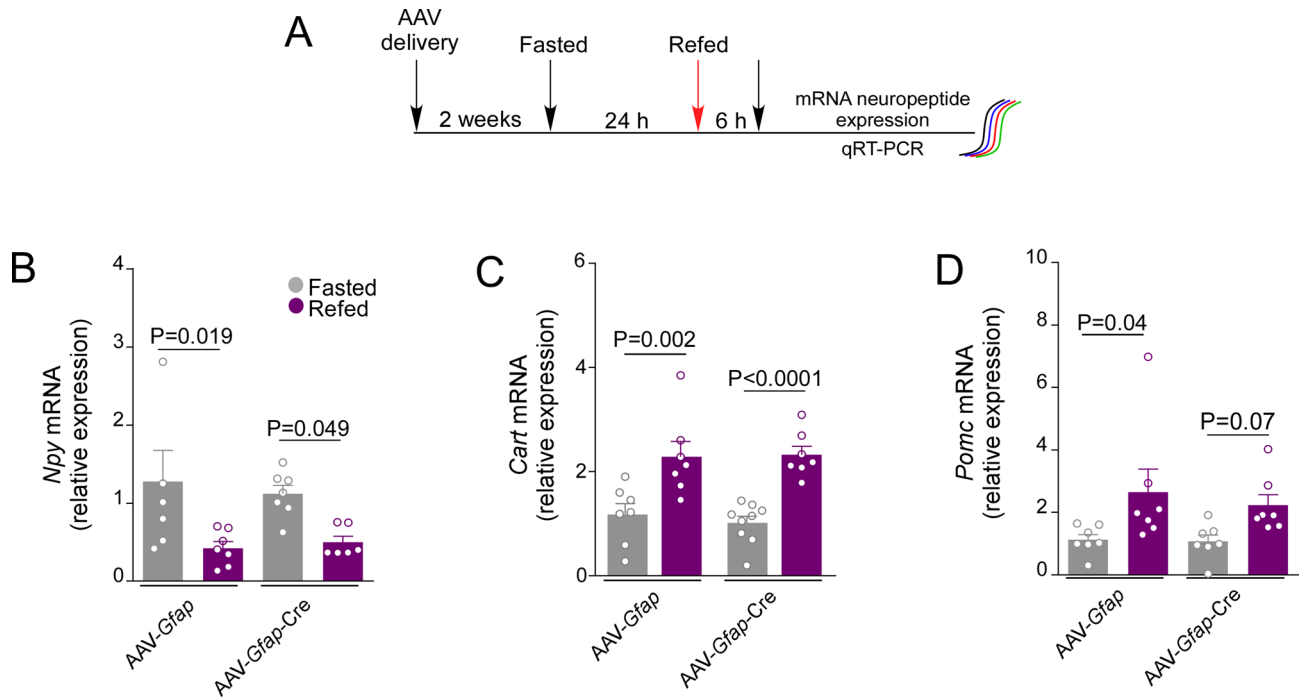 A
AAV
delivery
Fasted
Refed
2 weeks
24 h
6 h
mRNA neuropeptide
expression
qRT-PCR
B
Npy mRNA
(relative expression)
4
3
2
1
0
Fasted
Refed
P=0.019
P=0.049
AAV-Gfap
AAV-Gfap-Cre
C
Cart mRNA
(relative expression)
6
4
2
0
P=0.002
P<0.0001
AAV-Gfap
AAV-Gfap-Cre
D
Pomc mRNA
(relative expression)
10
8
6
4
2
0
P=0.04
P=0.07
AAV-Gfap
AAV-Gfap-Cre